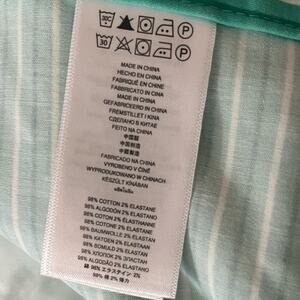 MADE IN CHINA
HECHO EN CHINA
FABRIQUÉ EN CHINE
FABBRICATO IN CINA
MADE IN CHINA
GEFABRICEERD IN CHINA
FREMSTILLET I KINA
СДЕЛАНО В КИТАЕ
FEITO NA CHINA
中国製
中国制造
中國製造
FABRICADO NA CHINA
VYROBENO V ČÍNĚ
WYPRODUKOWANO W CHINACH
KÉSZÜLT KÍNÁBAN
98% COTTON 2% ELASTANE
98% ALGODÓN 2% ELASTANO
98% COTON 2% ÉLASTHANNE
98% COTONE 2% ELASTANE
98% BAUMWOLLE 2% ELASTAN
98% KATOEN 2% ELASTAAN
98% BOMULD 2% ELASTAN
98% ХЛОПОК 2% ЭЛАСТАН
98% ALGODÃO 2% ELASTANO
綿 98% エラスティン 2%